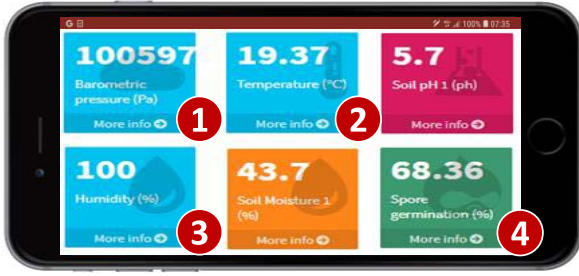 G 100% 07:35
100597 19.37 5.7
Barometric pressure (Pa) Temperature (°C) Soil pH 1 (ph)
More info 1 More info 2 More info
100 43.7 68.36
Humidity (%) Soil Moisture 1 (%) Spore germination (%)
More info 3 More info More info 4